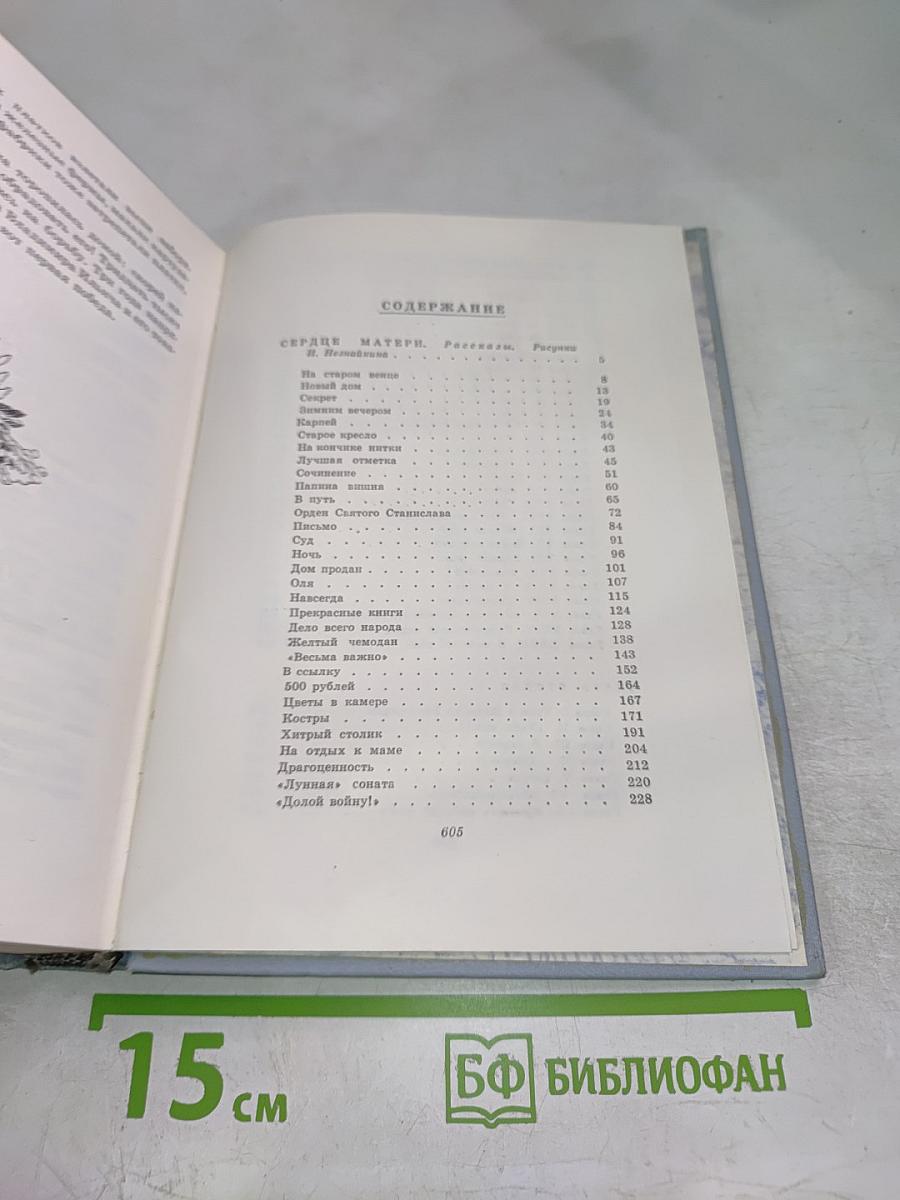 СОДЕРЖАНИЕ
СЕРДЦЕ МАТЕРИ. Рассказы. Рисунки
И. Незнайкина . . . . . . . . . . . . . 5
На старом венце . . . . . . . . . . . 8
Новый дом . . . . . . . . . . . . . 13
Секрет . . . . . . . . . . . . . . 19
Зимним вечером . . . . . . . . . . . 24
Карпей . . . . . . . . . . . . . . 34
Старое кресло . . . . . . . . . . . . 40
На кончике нитки . . . . . . . . . . 43
Лучшая отметка . . . . . . . . . . . 45
Сочинение . . . . . . . . . . . . . 51
Папина вишня . . . . . . . . . . . . 60
В путь . . . . . . . . . . . . . . 65
Орден Святого Станислава . . . . . . . 72
Письмо . . . . . . . . . . . . . . 84
Суд . . . . . . . . . . . . . . . 91
Ночь . . . . . . . . . . . . . . . 96
Дом продан . . . . . . . . . . . . . 101
Оля . . . . . . . . . . . . . . . 107
Навсегда . . . . . . . . . . . . . . 115
Прекрасные книги . . . . . . . . . . 124
Дело всего народа . . . . . . . . . . 128
Желтый чемодан . . . . . . . . . . . 138
«Весьма важно» . . . . . . . . . . . 143
В ссылку . . . . . . . . . . . . . . 152
500 рублей . . . . . . . . . . . . . 164
Цветы в камере . . . . . . . . . . . 167
Костры . . . . . . . . . . . . . . 171
Хитрый столик . . . . . . . . . . . . 191
На отдых к маме . . . . . . . . . . . 204
Драгоценность . . . . . . . . . . . . 212
«Лунная» соната . . . . . . . . . . . 220
«Долой войну!» . . . . . . . . . . . 228
605
15 см
БФ БИБЛИОФАН